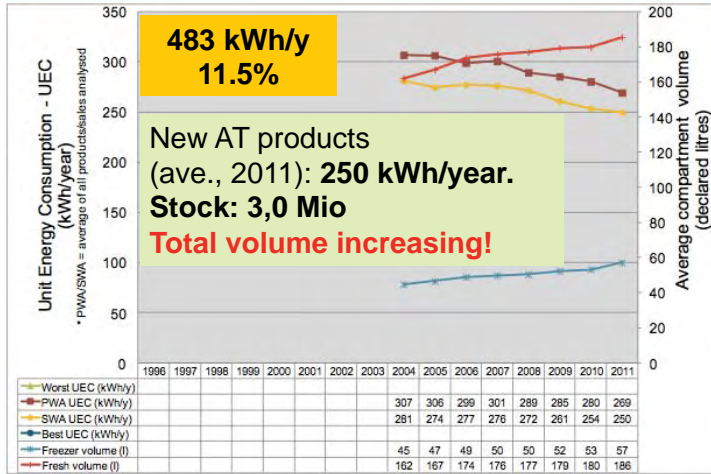 483 kWh/y
11.5%
New AT products
(ave., 2011): 250 kWh/year.
Stock: 3,0 Mio
Total volume increasing!
Unit Energy Consumption - UEC
(kWh/year)
* PWA/SWA = average of all products/sales analysed
350
300
250
200
150
100
50
0
Average compartment volume
(declared litres)
200
180
160
140
120
100
80
60
40
20
0
1996 1997 1998 1999 2000 2001 2002 2003 2004 2005 2006 2007 2008 2009 2010 2011
Worst UEC (kWh/y)
PWA UEC (kWh/y) 307 306 299 301 289 285 280 269
SWA UEC (kWh/y) 281 274 277 276 272 261 254 250
Best UEC (kWh/y)
Freezer volume (l) 45 47 49 50 50 52 53 57
Fresh volume (l) 162 167 174 176 177 179 180 186